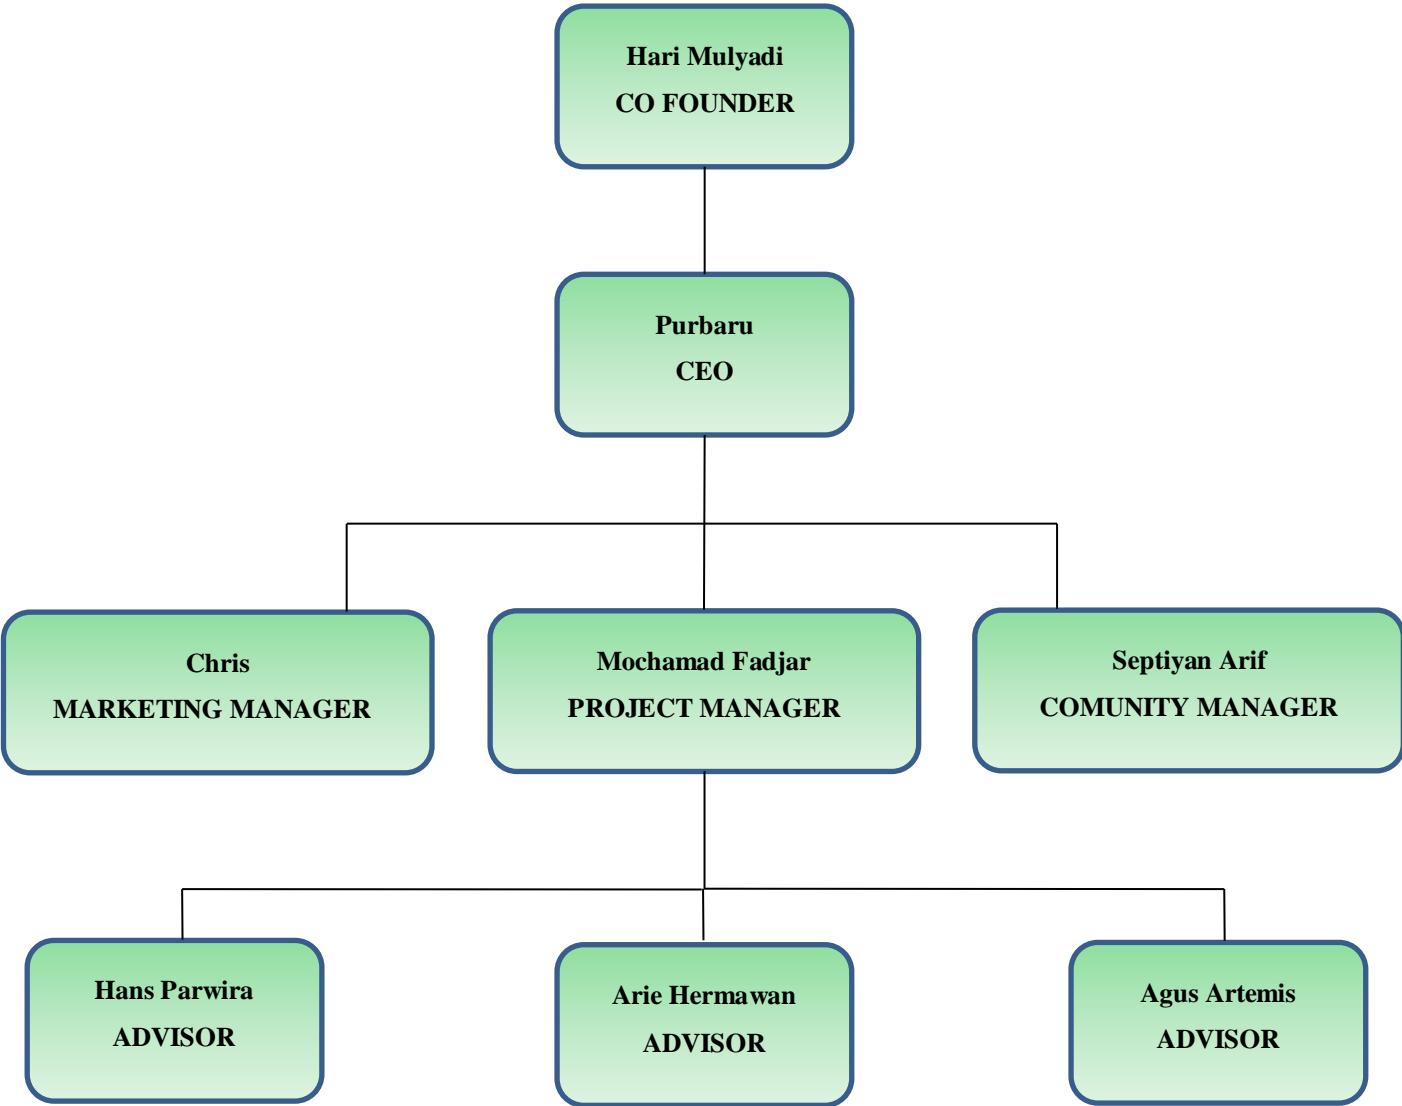 Hari Mulyadi
CO FOUNDER
Purbaru
CEO
Chris
MARKETING MANAGER
Mochamad Fadjar
PROJECT MANAGER
Septiyan Arif
COMUNITY MANAGER
Hans Parwira
ADVISOR
Arie Hermawan
ADVISOR
Agus Artemis
ADVISOR